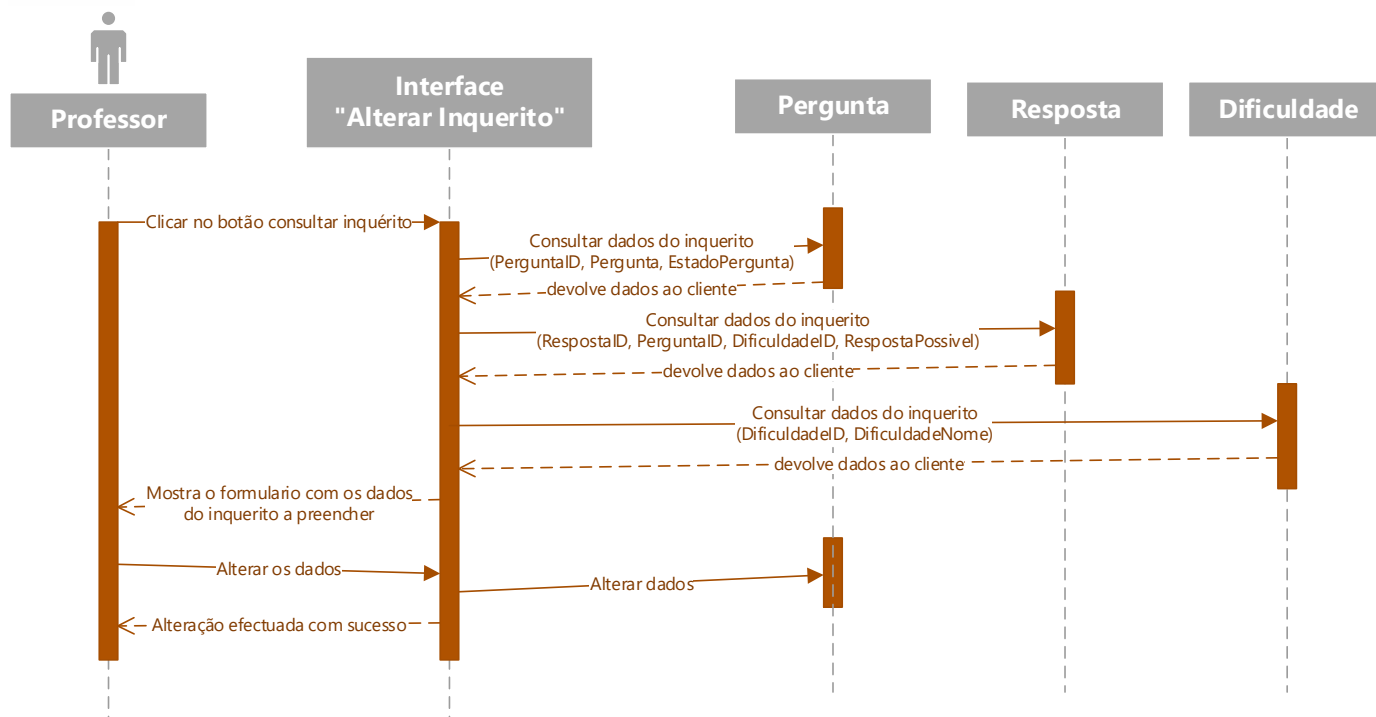 Professor
Interface
"Alterar Inquerito"
Pergunta
Resposta
Dificuldade
Clicar no botão consultar inquérito
Consultar dados do inquerito
(PerguntaID, Pergunta, EstadoPergunta)
devolve dados ao cliente
Consultar dados do inquerito
(RespostaID, PerguntaID, DificuldadeID, RespostaPossivel)
devolve dados ao cliente
Consultar dados do inquerito
(DificuldadeID, DificuldadeNome)
devolve dados ao cliente
Mostra o formulario com os dados
do inquerito a preencher
Alterar os dados
Alterar dados
Alteração efectuada com sucesso